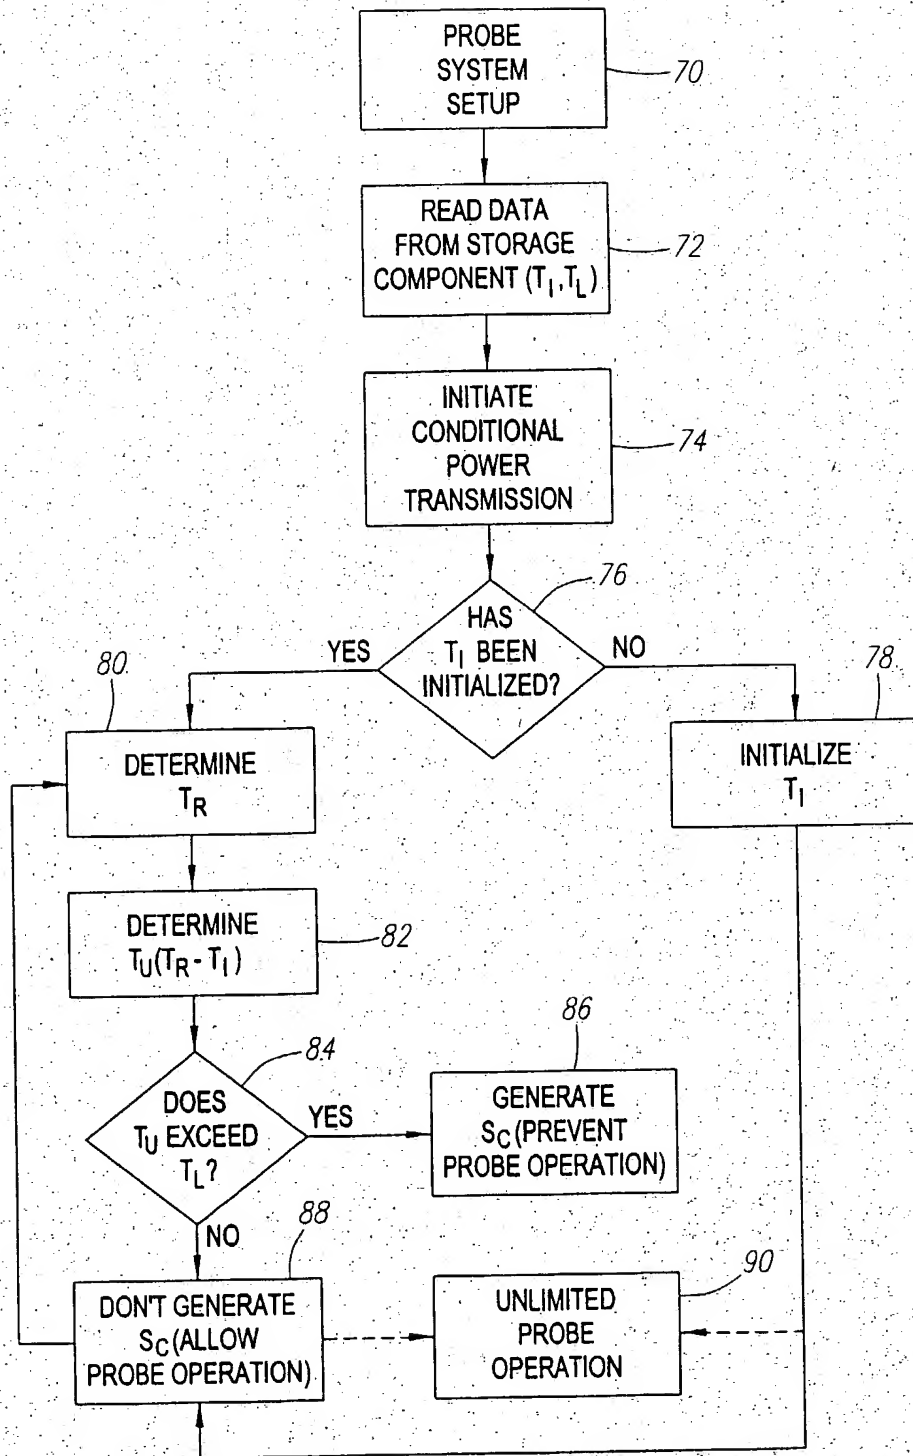 PROBE
SYSTEM
SETUP
70
READ DATA
FROM STORAGE
COMPONENT (T_I, T_L)
72
INITIATE
CONDITIONAL
POWER
TRANSMISSION
74
76
HAS
T_I BEEN
INITIALIZED?
YES
NO
80
DETERMINE
T_R
78
INITIALIZE
T_I
DETERMINE
T_U(T_R - T_I)
82
84
DOES
T_U EXCEED
T_L?
YES
NO
86
GENERATE
S_C(PREVENT
PROBE OPERATION)
88
DON'T GENERATE
S_C(ALLOW
PROBE OPERATION)
90
UNLIMITED
PROBE
OPERATION